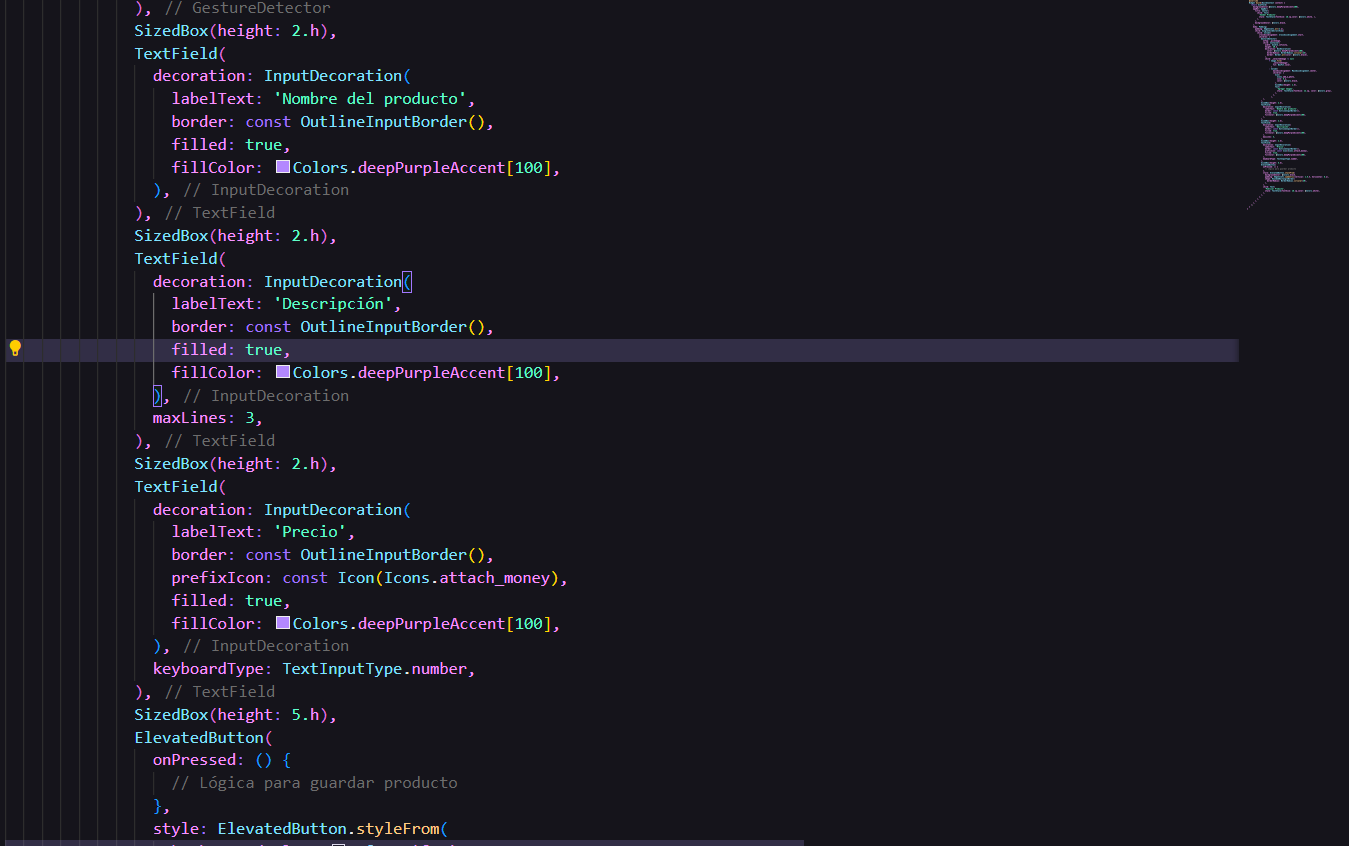 ), // GestureDetector
SizedBox(height: 2.h),
TextField(
decoration: InputDecoration(
labelText: 'Nombre del producto',
border: const OutlineInputBorder(),
filled: true,
fillColor: Colors.deepPurpleAccent[100],
), // InputDecoration
), // TextField
SizedBox(height: 2.h),
TextField(
decoration: InputDecoration(
labelText: 'Descripción',
border: const OutlineInputBorder(),
filled: true,
fillColor: Colors.deepPurpleAccent[100],
), // InputDecoration
maxLines: 3,
), // TextField
SizedBox(height: 2.h),
TextField(
decoration: InputDecoration(
labelText: 'Precio',
border: const OutlineInputBorder(),
prefixIcon: const Icon(Icons.attach_money),
filled: true,
fillColor: Colors.deepPurpleAccent[100],
), // InputDecoration
keyboardType: TextInputType.number,
), // TextField
SizedBox(height: 5.h),
ElevatedButton(
onPressed: () {
// Lógica para guardar producto
},
style: ElevatedButton.styleFrom(